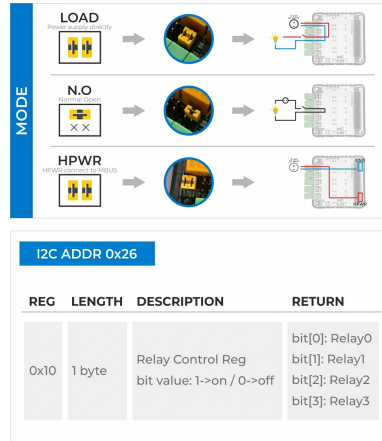 MODE
LOAD
Power supply directly
N.O
Normal Open
HPWR
HPWR connect to MBUS
GND
HPWR
I2C ADDR 0x26
REG LENGTH DESCRIPTION RETURN
0x10 1 byte Relay Control Reg
bit value: 1->on / 0->off
bit[0]: Relay0
bit[1]: Relay1
bit[2]: Relay2
bit[3]: Relay3